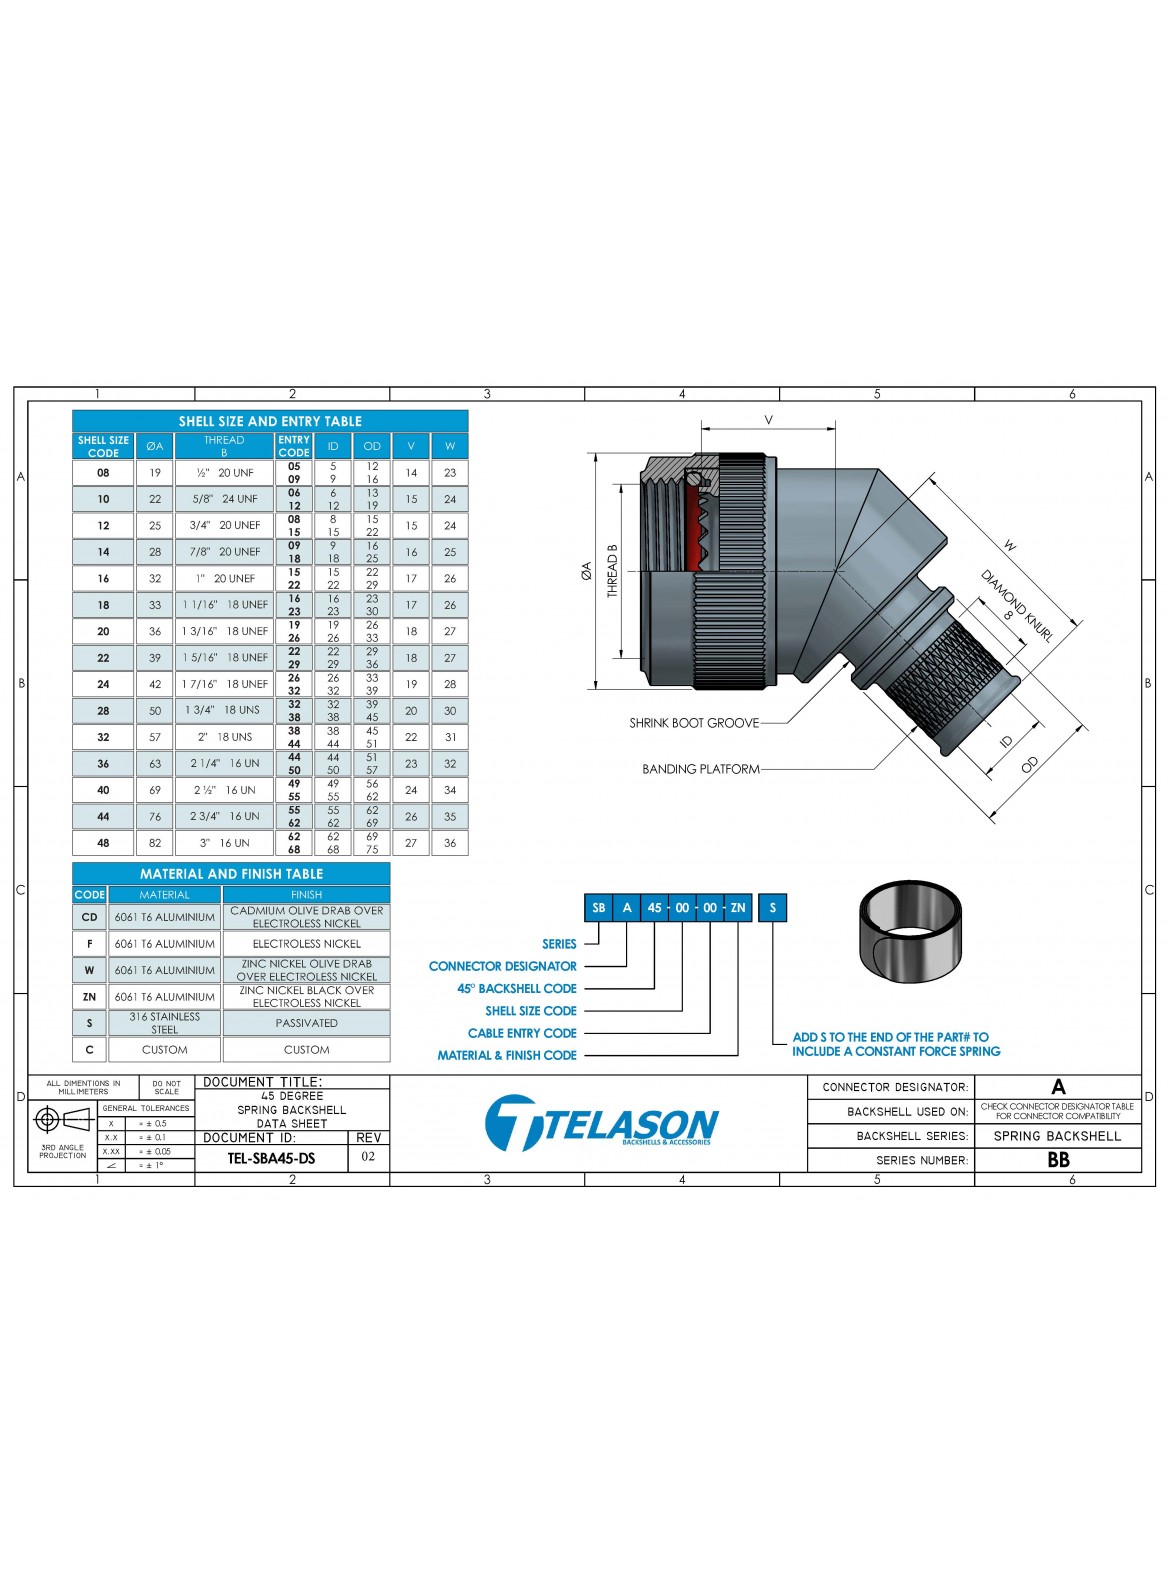 1 2 3 4 5 6
A A
B B
C C
D D
SHELL SIZE AND ENTRY TABLE
SHELL SIZE CODE ØA THREAD B ENTRY CODE ID OD V W
08 19 ½" 20 UNF 05 5 12 14 23
09 9 16
10 22 5/8" 24 UNF 06 6 13 15 24
12 12 19
12 25 3/4" 20 UNEF 08 8 15 15 24
15 15 22
14 28 7/8" 20 UNEF 09 9 16 16 25
18 18 25
16 32 1" 20 UNEF 15 15 22 17 26
22 22 29
18 33 1 1/16" 18 UNEF 16 16 23 17 26
23 23 30
20 36 1 3/16" 18 UNEF 19 19 26 18 27
26 26 33
22 39 1 5/16" 18 UNEF 22 22 29 18 27
29 29 36
24 42 1 7/16" 18 UNEF 26 26 33 19 28
32 32 39
28 50 1 3/4" 18 UNS 32 32 39 20 30
38 38 45
32 57 2" 18 UNS 38 38 45 22 31
44 44 51
36 63 2 1/4" 16 UN 44 44 51 23 32
50 50 57
40 69 2 ½" 16 UN 49 49 56 24 34
55 55 62
44 76 2 3/4" 16 UN 55 55 62 26 35
62 62 69
48 82 3" 16 UN 62 62 69 27 36
68 68 75
V
W
ØA
THREAD B
DIAMOND KNURL
8
ID
OD
SHRINK BOOT GROOVE
BANDING PLATFORM
MATERIAL AND FINISH TABLE
CODE MATERIAL FINISH
CD 6061 T6 ALUMINIUM CADMIUM OLIVE DRAB OVER ELECTROLESS NICKEL
F 6061 T6 ALUMINIUM ELECTROLESS NICKEL
W 6061 T6 ALUMINIUM ZINC NICKEL OLIVE DRAB OVER ELECTROLESS NICKEL
ZN 6061 T6 ALUMINIUM ZINC NICKEL BLACK OVER ELECTROLESS NICKEL
S 316 STAINLESS STEEL PASSIVATED
C CUSTOM CUSTOM
SB A 45 - 00 - 00 - ZN S
SERIES
CONNECTOR DESIGNATOR
45° BACKSHELL CODE
SHELL SIZE CODE
CABLE ENTRY CODE
MATERIAL & FINISH CODE
ADD S TO THE END OF THE PART# TO
INCLUDE A CONSTANT FORCE SPRING
ALL DIMENTIONS IN MILLIMETERS
DO NOT SCALE
GENERAL TOLERANCES
X = ± 0.5
X.X = ± 0.1
X.XX = ± 0.05
∠ = ± 1°
3RD ANGLE PROJECTION
DOCUMENT TITLE:
45 DEGREE
SPRING BACKSHELL
DATA SHEET
DOCUMENT ID: REV
TEL-SBA45-DS 02
TELASON
BACKSHELLS & ACCESSORIES
CONNECTOR DESIGNATOR: A
BACKSHELL USED ON: CHECK CONNECTOR DESIGNATOR TABLE FOR CONNECTOR COMPATIBILITY
BACKSHELL SERIES: SPRING BACKSHELL
SERIES NUMBER: BB
1 2 3 4 5 6